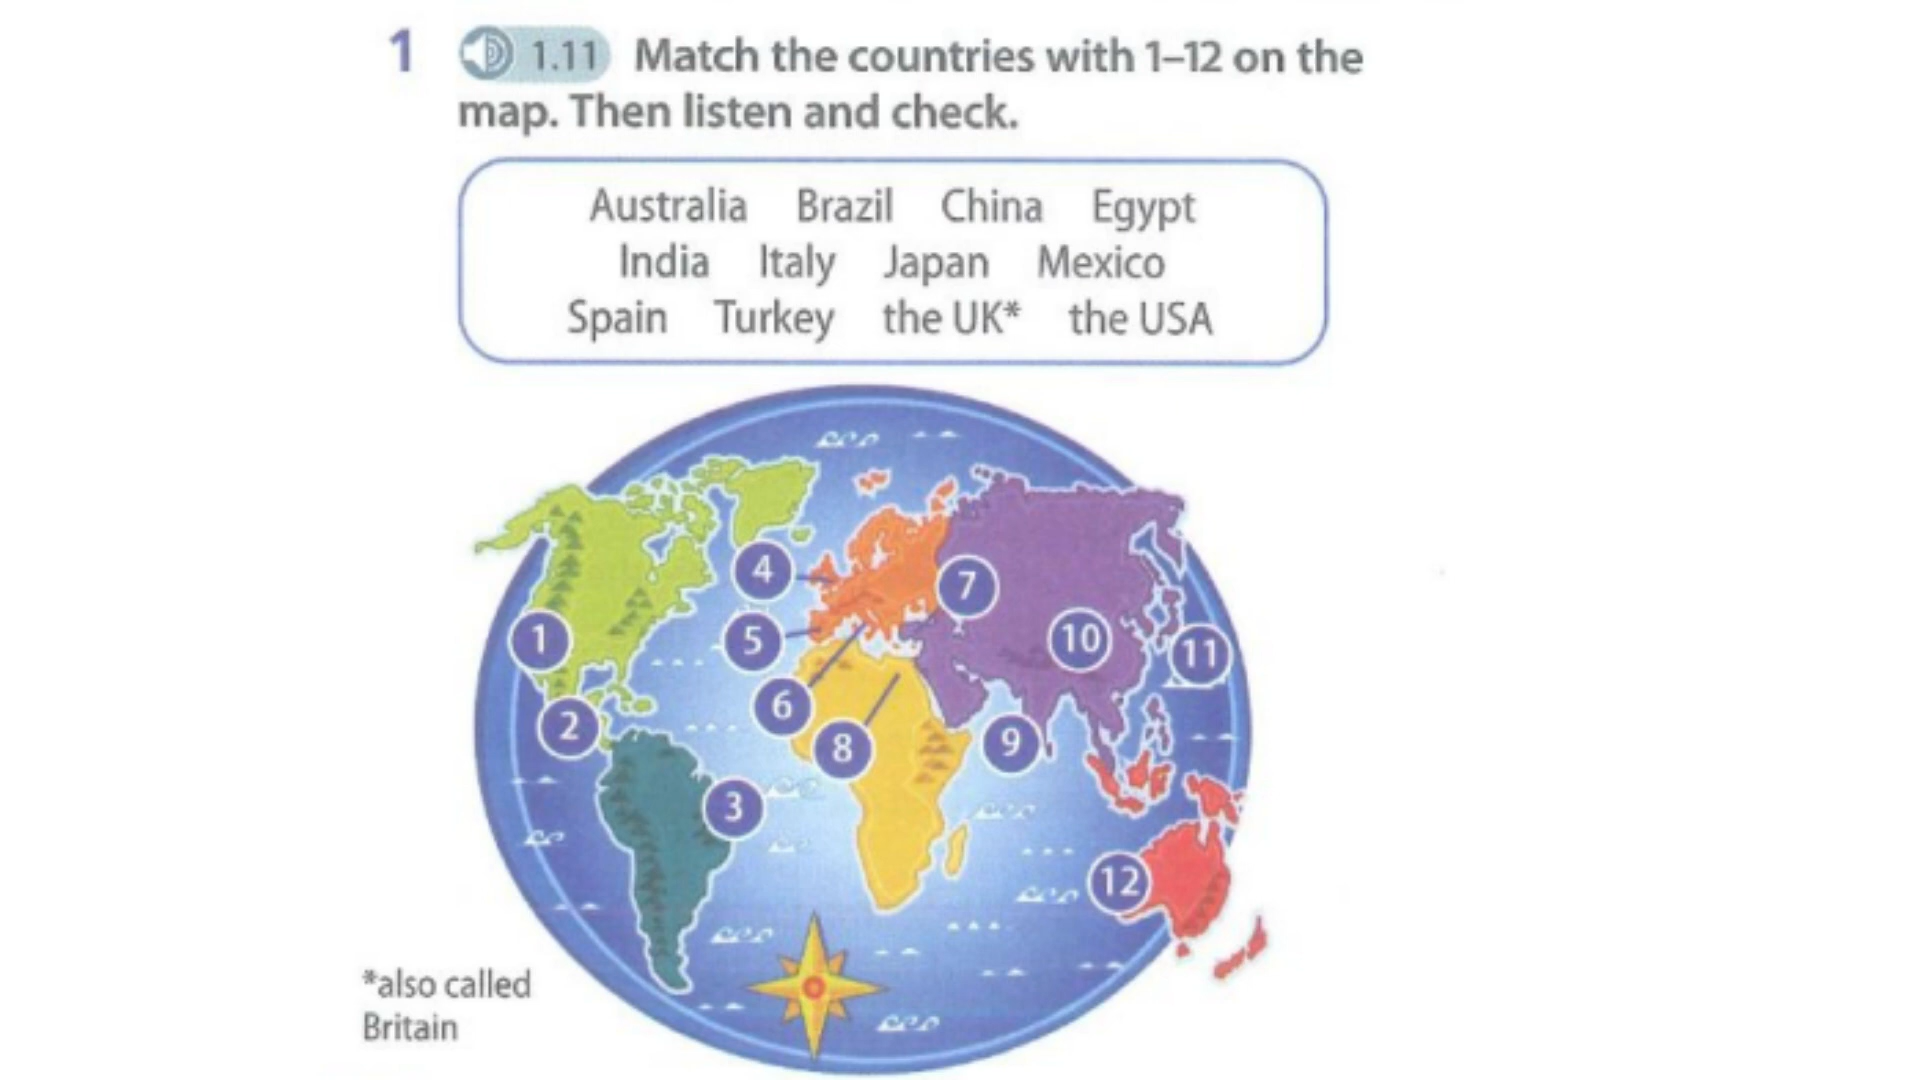 1 1.11 Match the countries with 1–12 on the
map. Then listen and check.
Australia Brazil China Egypt
India Italy Japan Mexico
Spain Turkey the UK* the USA
4
7
1
5
10
11
6
2
8
9
3
12
*also called
Britain